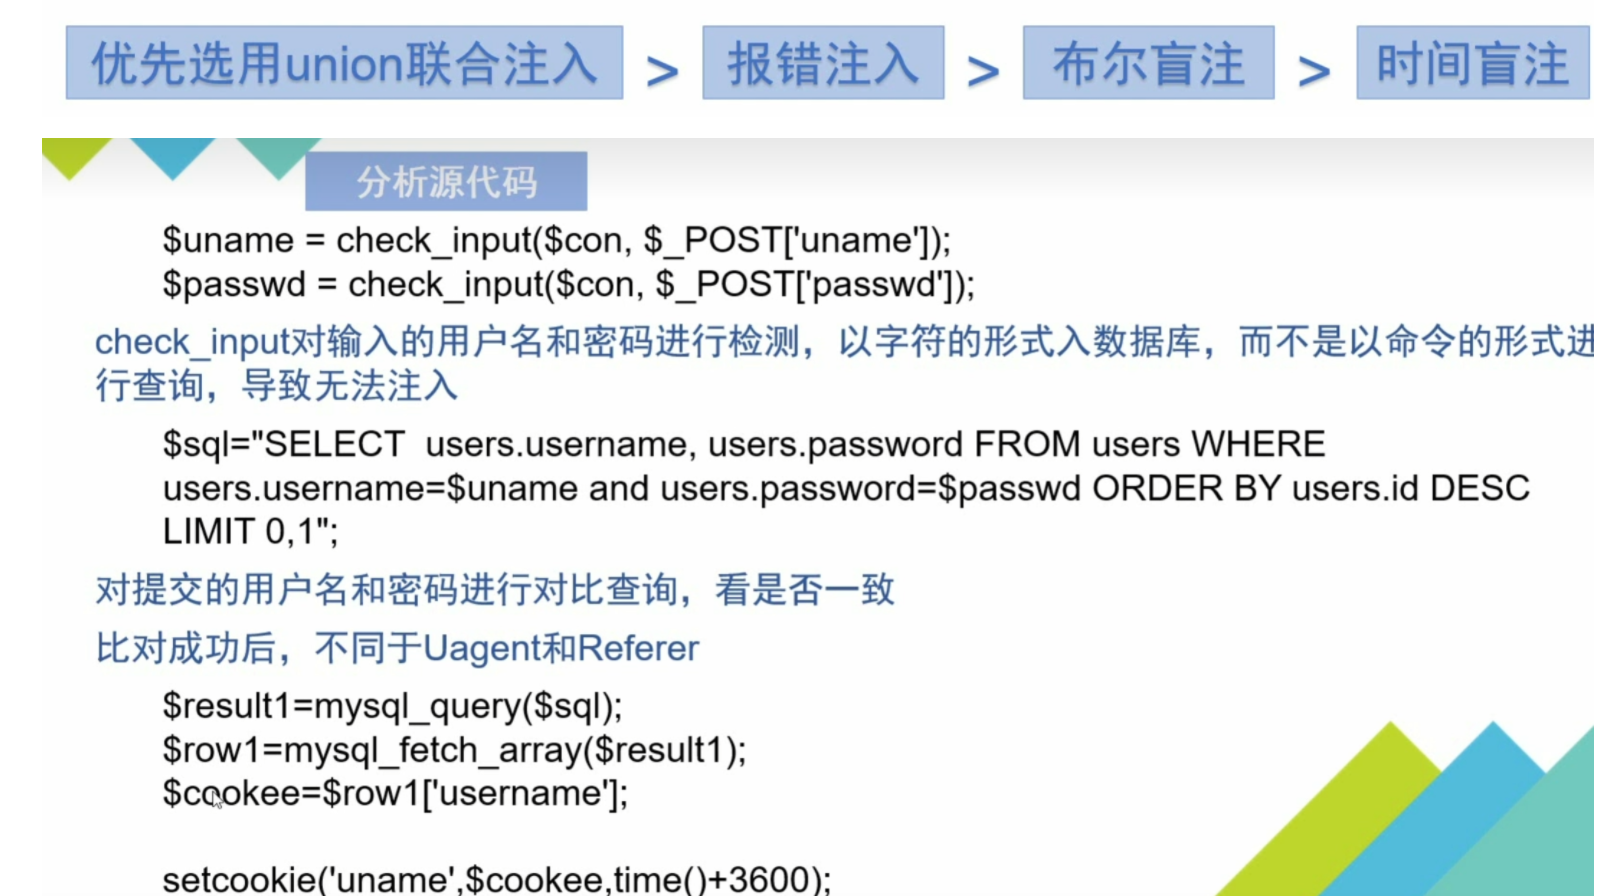 优先选用union联合注入 > 报错注入 > 布尔盲注 > 时间盲注
分析源代码
$uname = check_input($con, $_POST['uname']);
$passwd = check_input($con, $_POST['passwd']);
check_input对输入的用户名和密码进行检测，以字符的形式入数据库，而不是以命令的形式进
行查询，导致无法注入
$sql="SELECT  users.username, users.password FROM users WHERE
users.username=$uname and users.password=$passwd ORDER BY users.id DESC
LIMIT 0,1";
对提交的用户名和密码进行对比查询，看是否一致
比对成功后，不同于Uagent和Referer
$result1=mysql_query($sql);
$row1=mysql_fetch_array($result1);
$cookee=$row1['username'];
setcookie('uname',$cookee,time()+3600);